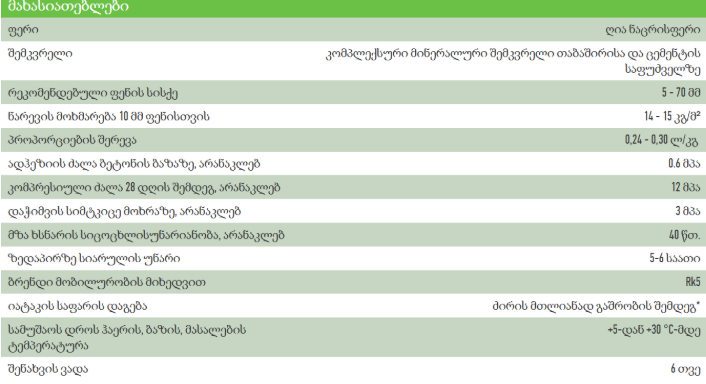 მახასიათებლები
ფერი ღია ნაცრისფერი
შემკვრელი კომპლექსური მინერალური შემკვრელი თაბაშირისა და ცემენტის
საფუძველზე
რეკომენდებული ფენის სისქე 5 - 70 მმ
ნარევის მოხმარება 10 მმ ფენისთვის 14 - 15 კგ/მ²
პროპორციების შერევა 0,24 - 0,30 ლ/კგ
ადჰეზიის ძალა ბეტონის ბაზაზე, არანაკლებ 0.6 მპა
კომპრესიული ძალა 28 დღის შემდეგ, არანაკლებ 12 მპა
დაჭიმვის სიმტკიცე მოხრაზე, არანაკლებ 3 მპა
მზა ხსნარის სიცოცხლისუნარიანობა, არანაკლებ 40 წთ.
ზედაპირზე სიარულის უნარი 5-6 საათი
ბრენდი მობილურობის მიხედვით Rk5
იატაკის საფარის დაგება ძირის მთლიანად გაშრობის შემდეგ*
სამუშაოს დროს ჰაერის, ბაზის, მასალების +5-დან +30 °C-მდე
ტემპერატურა
შენახვის ვადა 6 თვე